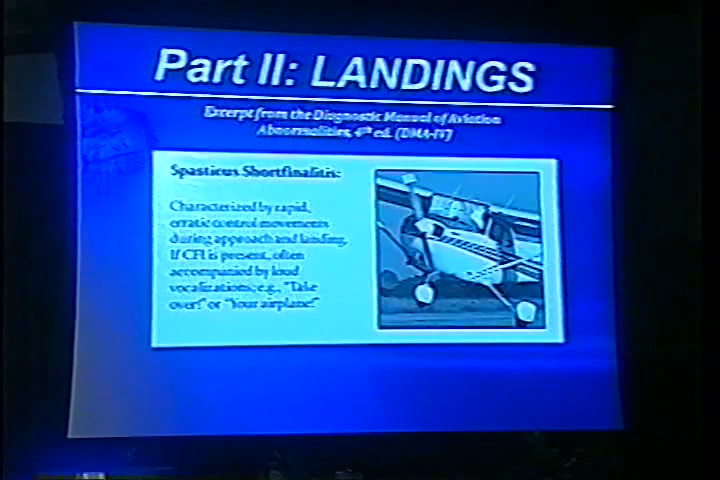 Part II: LANDINGS
Excerpt from the Diagnostic Manual of Aviation
Abnormalities, 4th ed. (DMA-IV)
Spasticus Shortfinalitis:
Characterized by rapid,
erratic control movements
during approach and landing.
If CFI is present, often
accompanied by loud
vocalizations; e.g., "Take
over!" or "Your airplane!"